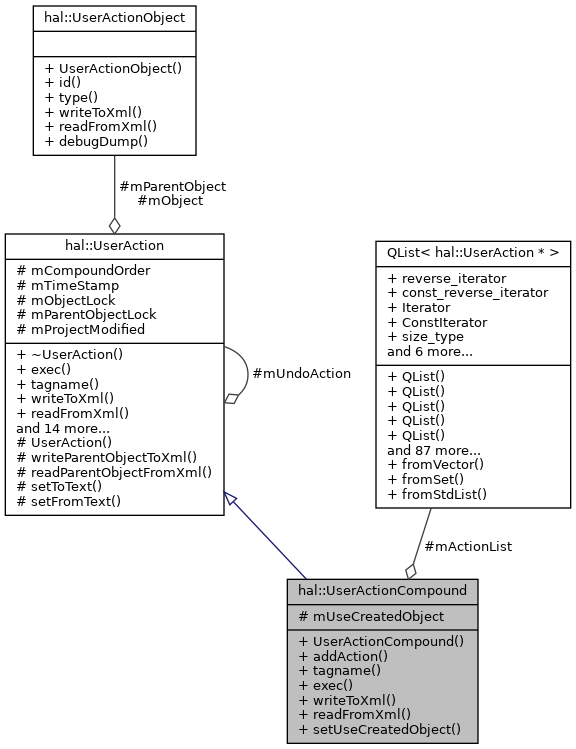 hal::UserActionObject
+ UserActionObject()
+ id()
+ type()
+ writeToXml()
+ readFromXml()
+ debugDump()
#mParentObject
#mObject
hal::UserAction
# mCompoundOrder
# mTimeStamp
# mObjectLock
# mParentObjectLock
# mProjectModified
+ ~UserAction()
+ exec()
+ tagname()
+ writeToXml()
+ readFromXml()
and 14 more...
# UserAction()
# writeParentObjectToXml()
# readParentObjectFromXml()
# setToText()
# setFromText()
#mUndoAction
QList< hal::UserAction * >
+ reverse_iterator
+ const_reverse_iterator
+ Iterator
+ ConstIterator
+ size_type
and 6 more...
+ QList()
+ QList()
+ QList()
+ QList()
+ QList()
and 87 more...
+ fromVector()
+ fromSet()
+ fromStdList()
#mActionList
hal::UserActionCompound
# mUseCreatedObject
+ UserActionCompound()
+ addAction()
+ tagname()
+ exec()
+ writeToXml()
+ readFromXml()
+ setUseCreatedObject()